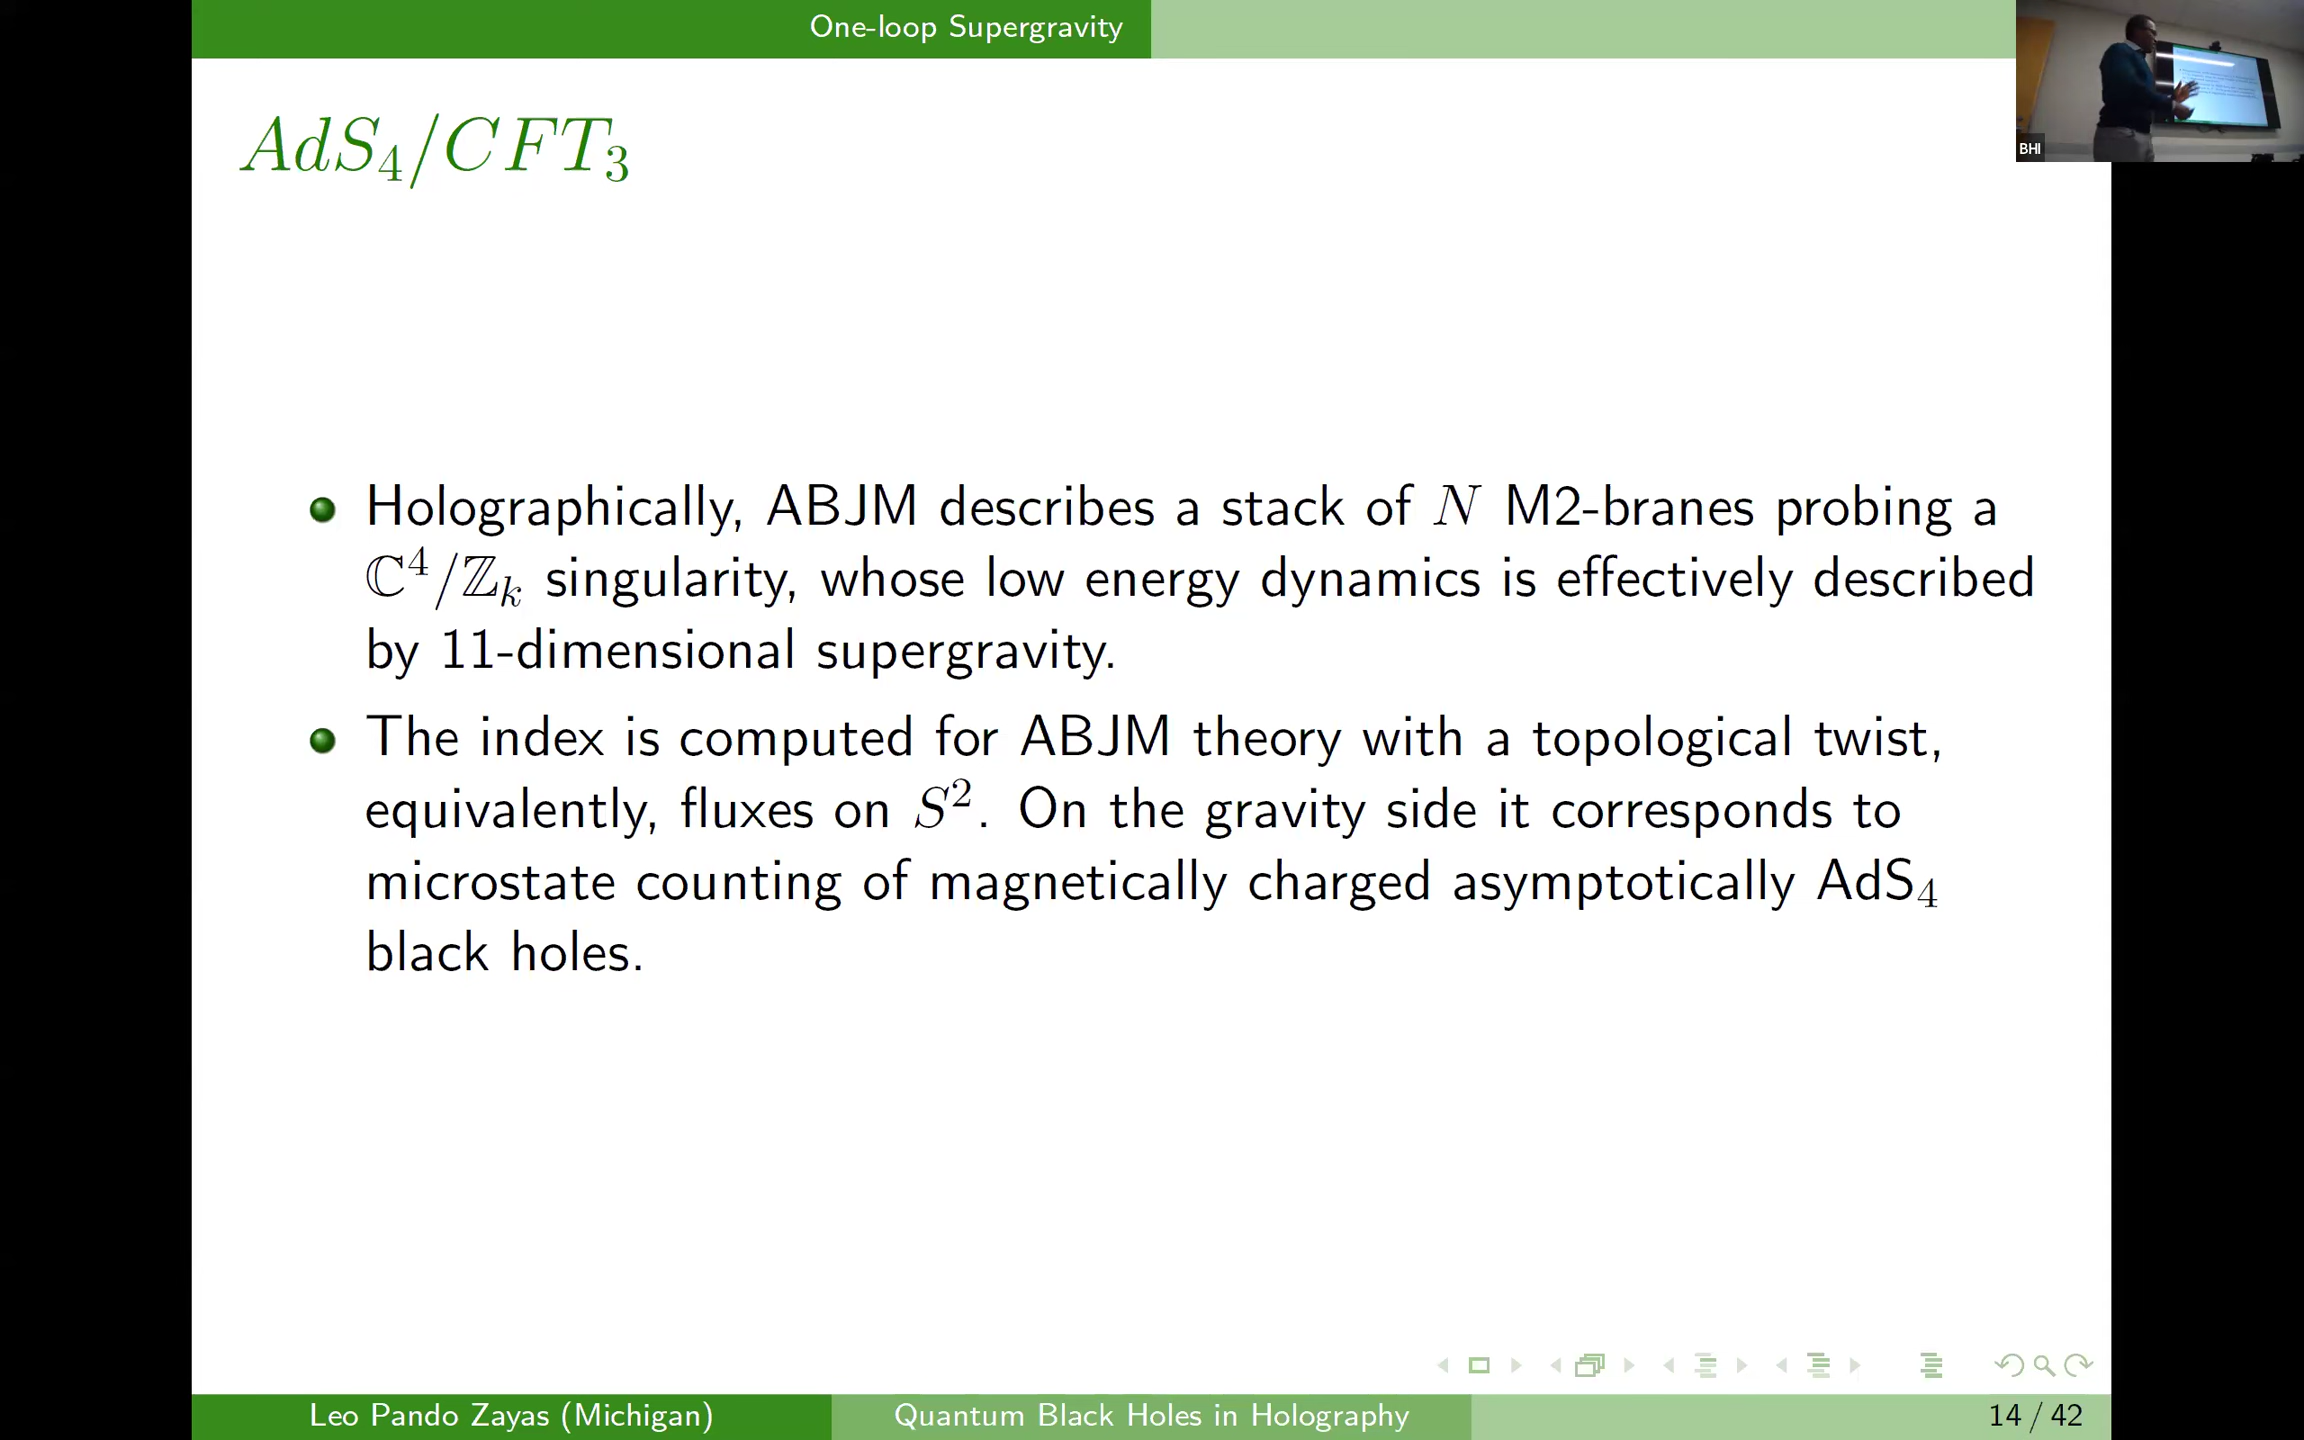 One-loop Supergravity
BHI
AdS₄/CFT₃
Holographically, ABJM describes a stack of N M2-branes probing a
ℂ⁴/ℤₖ singularity, whose low energy dynamics is effectively described
by 11-dimensional supergravity.
The index is computed for ABJM theory with a topological twist,
equivalently, fluxes on S². On the gravity side it corresponds to
microstate counting of magnetically charged asymptotically AdS₄
black holes.
Leo Pando Zayas (Michigan)
Quantum Black Holes in Holography
14 / 42